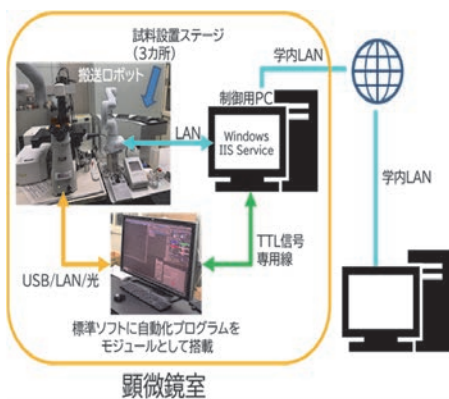 試料設置ステージ
(3カ所)
搬送ロボット
学内LAN
制御用PC
LAN
Windows
IIS Service
学内LAN
TTL信号
専用線
USB/LAN/光
標準ソフトに自動化プログラムを
モジュールとして搭載
顕微鏡室